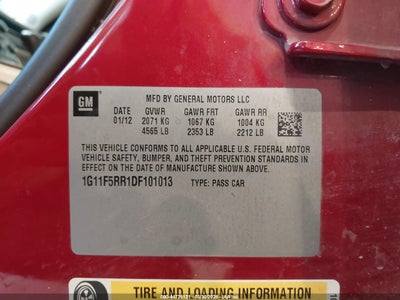 GM
MFD BY GENERAL MOTORS LLC
DATE GVWR GAWR FRT GAWR RR
01/12 2071 KG 1067 KG 1004 KG
4565 LB 2353 LB 2212 LB
THIS VEHICLE CONFORMS TO ALL APPLICABLE U.S. FEDERAL MOTOR
VEHICLE SAFETY, BUMPER, AND THEFT PREVENTION STANDARDS IN
EFFECT ON THE DATE OF MANUFACTURE SHOWN ABOVE.
1G11F5RR1DF101013
TYPE: PASS CAR
TIRE AND LOADING INFORMATION